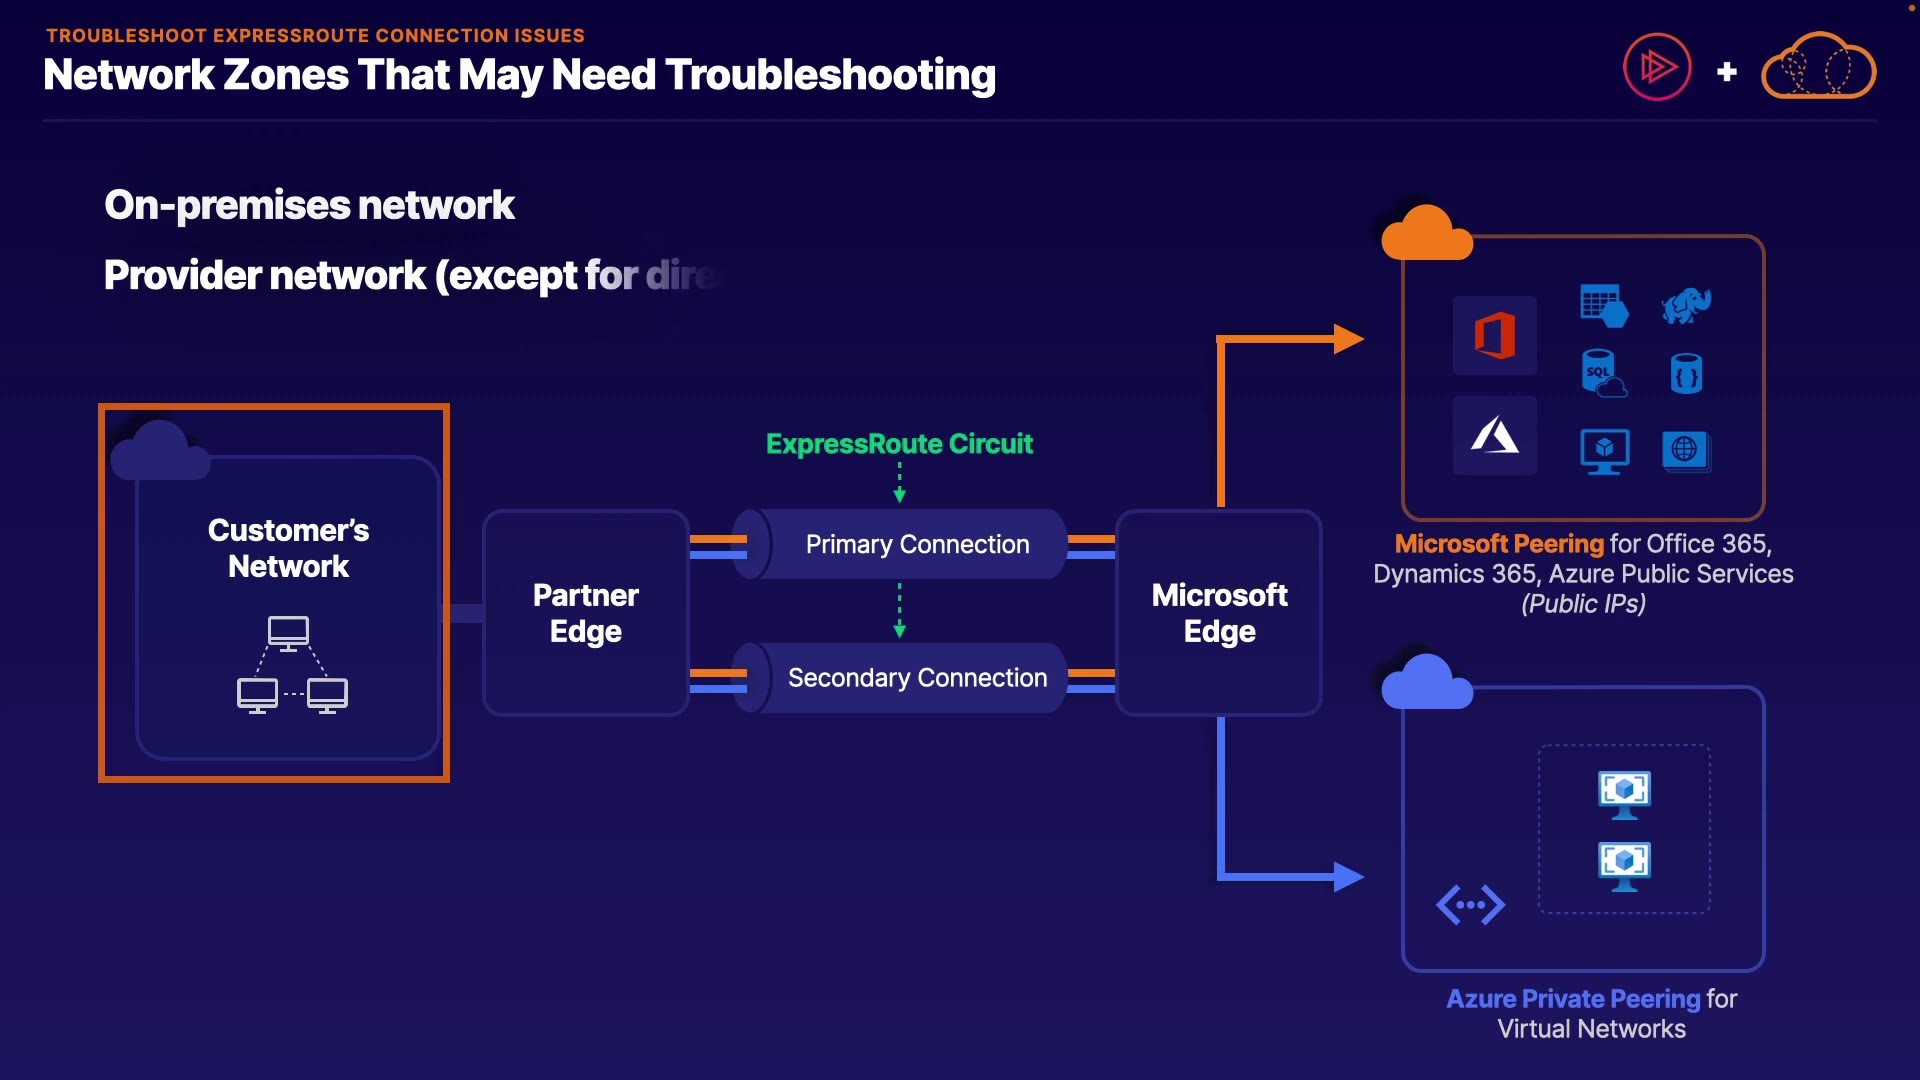 TROUBLESHOOT EXPRESSROUTE CONNECTION ISSUES
Network Zones That May Need Troubleshooting
On-premises network
Provider network (except for dire
ExpressRoute Circuit
Customer’s
Network
Partner
Edge
Primary Connection
Secondary Connection
Microsoft
Edge
SQL
{ }
Microsoft Peering for Office 365,
Dynamics 365, Azure Public Services
(Public IPs)
Azure Private Peering for
Virtual Networks